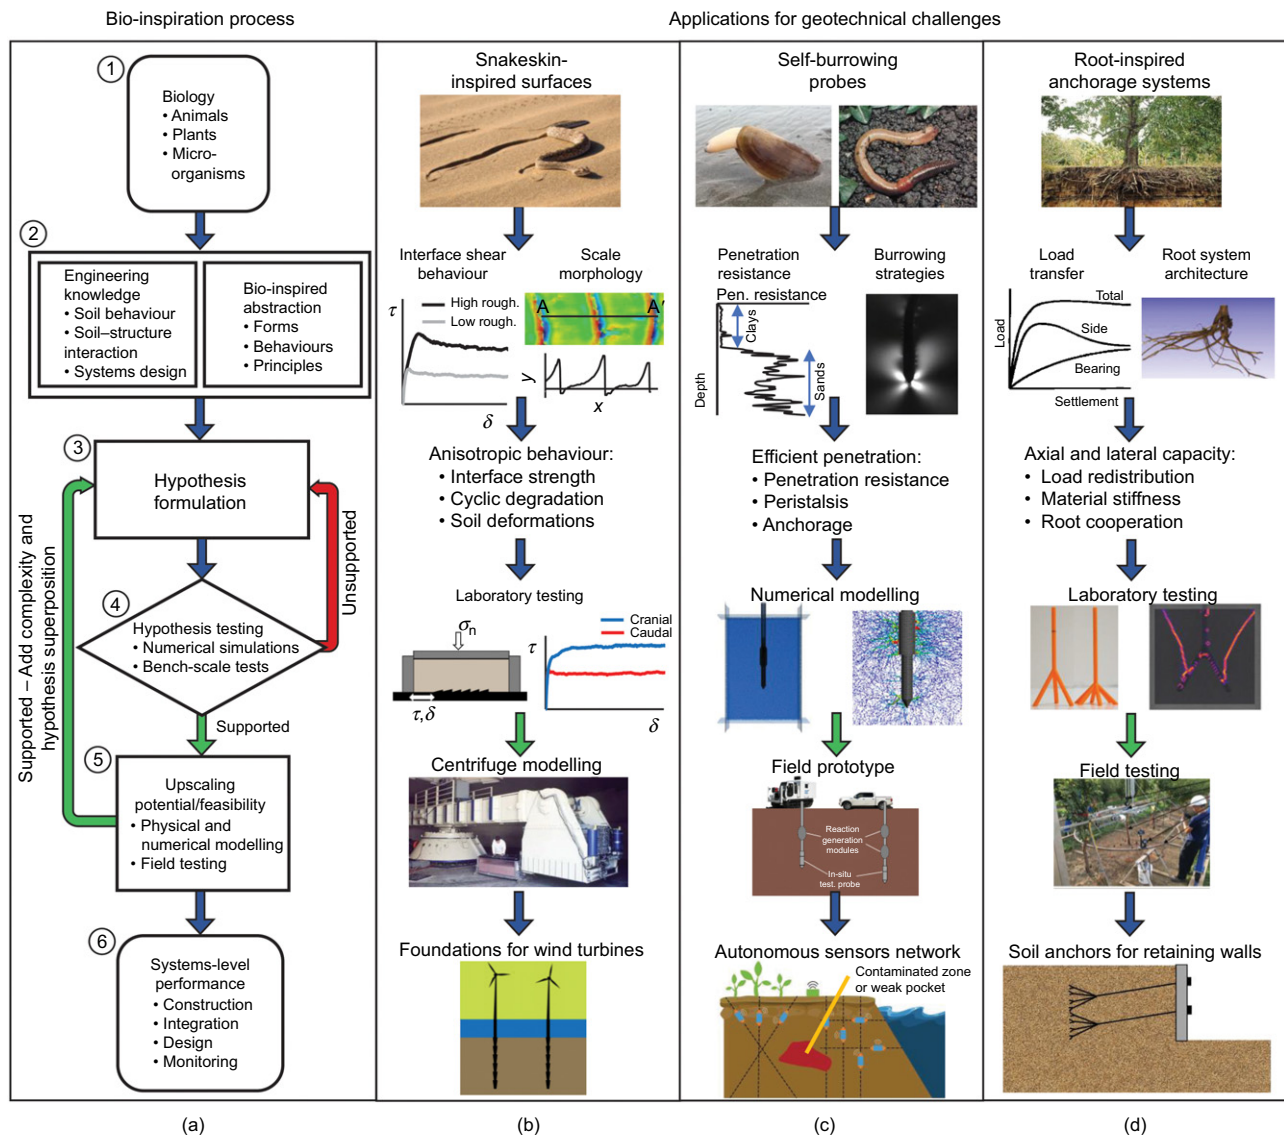 Bio-inspiration process
Applications for geotechnical challenges
1
Biology
• Animals
• Plants
• Micro-
organisms
2
Engineering
knowledge
• Soil behaviour
• Soil–structure
interaction
• Systems design
Bio-inspired
abstraction
• Forms
• Behaviours
• Principles
3
Hypothesis
formulation
Supported – Add complexity and
hypothesis superposition
Unsupported
4
Hypothesis testing
• Numerical simulations
• Bench-scale tests
Supported
5
Upscaling
potential/feasibility
• Physical and
numerical modelling
• Field testing
6
Systems-level
performance
• Construction
• Integration
• Design
• Monitoring
(a)
Snakeskin-
inspired surfaces
Interface shear
behaviour
Scale
morphology
τ
High rough.
Low rough.
δ
A
A′
y
x
Anisotropic behaviour:
• Interface strength
• Cyclic degradation
• Soil deformations
Laboratory testing
σn
τ,δ
τ
Cranial
Caudal
δ
Centrifuge modelling
Foundations for wind turbines
(b)
Self-burrowing
probes
Penetration
resistance
Burrowing
strategies
Pen. resistance
Clays
Sands
Depth
Efficient penetration:
• Penetration resistance
• Peristalsis
• Anchorage
Numerical modelling
Field prototype
Reaction
generation
modules
In-situ
test. probe
Autonomous sensors network
Contaminated zone
or weak pocket
(c)
Root-inspired
anchorage systems
Load
transfer
Root system
architecture
Load
Total
Side
Bearing
Settlement
Axial and lateral capacity:
• Load redistribution
• Material stiffness
• Root cooperation
Laboratory testing
Field testing
Soil anchors for retaining walls
(d)